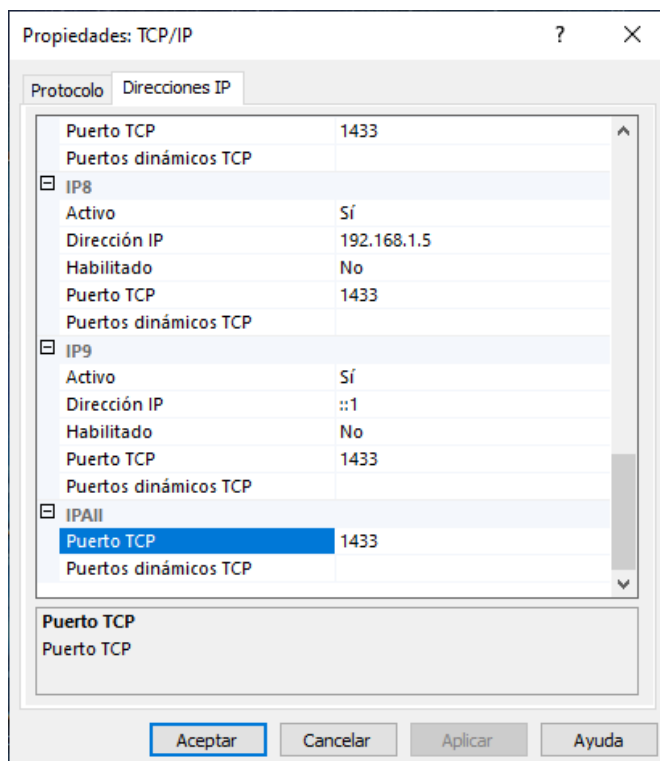 Propiedades: TCP/IP
Protocolo Direcciones IP
Puerto TCP 1433
Puertos dinámicos TCP
IP8
Activo Sí
Dirección IP 192.168.1.5
Habilitado No
Puerto TCP 1433
Puertos dinámicos TCP
IP9
Activo Sí
Dirección IP ::1
Habilitado No
Puerto TCP 1433
Puertos dinámicos TCP
IPAll
Puerto TCP 1433
Puertos dinámicos TCP
Puerto TCP
Puerto TCP
Aceptar Cancelar Aplicar Ayuda